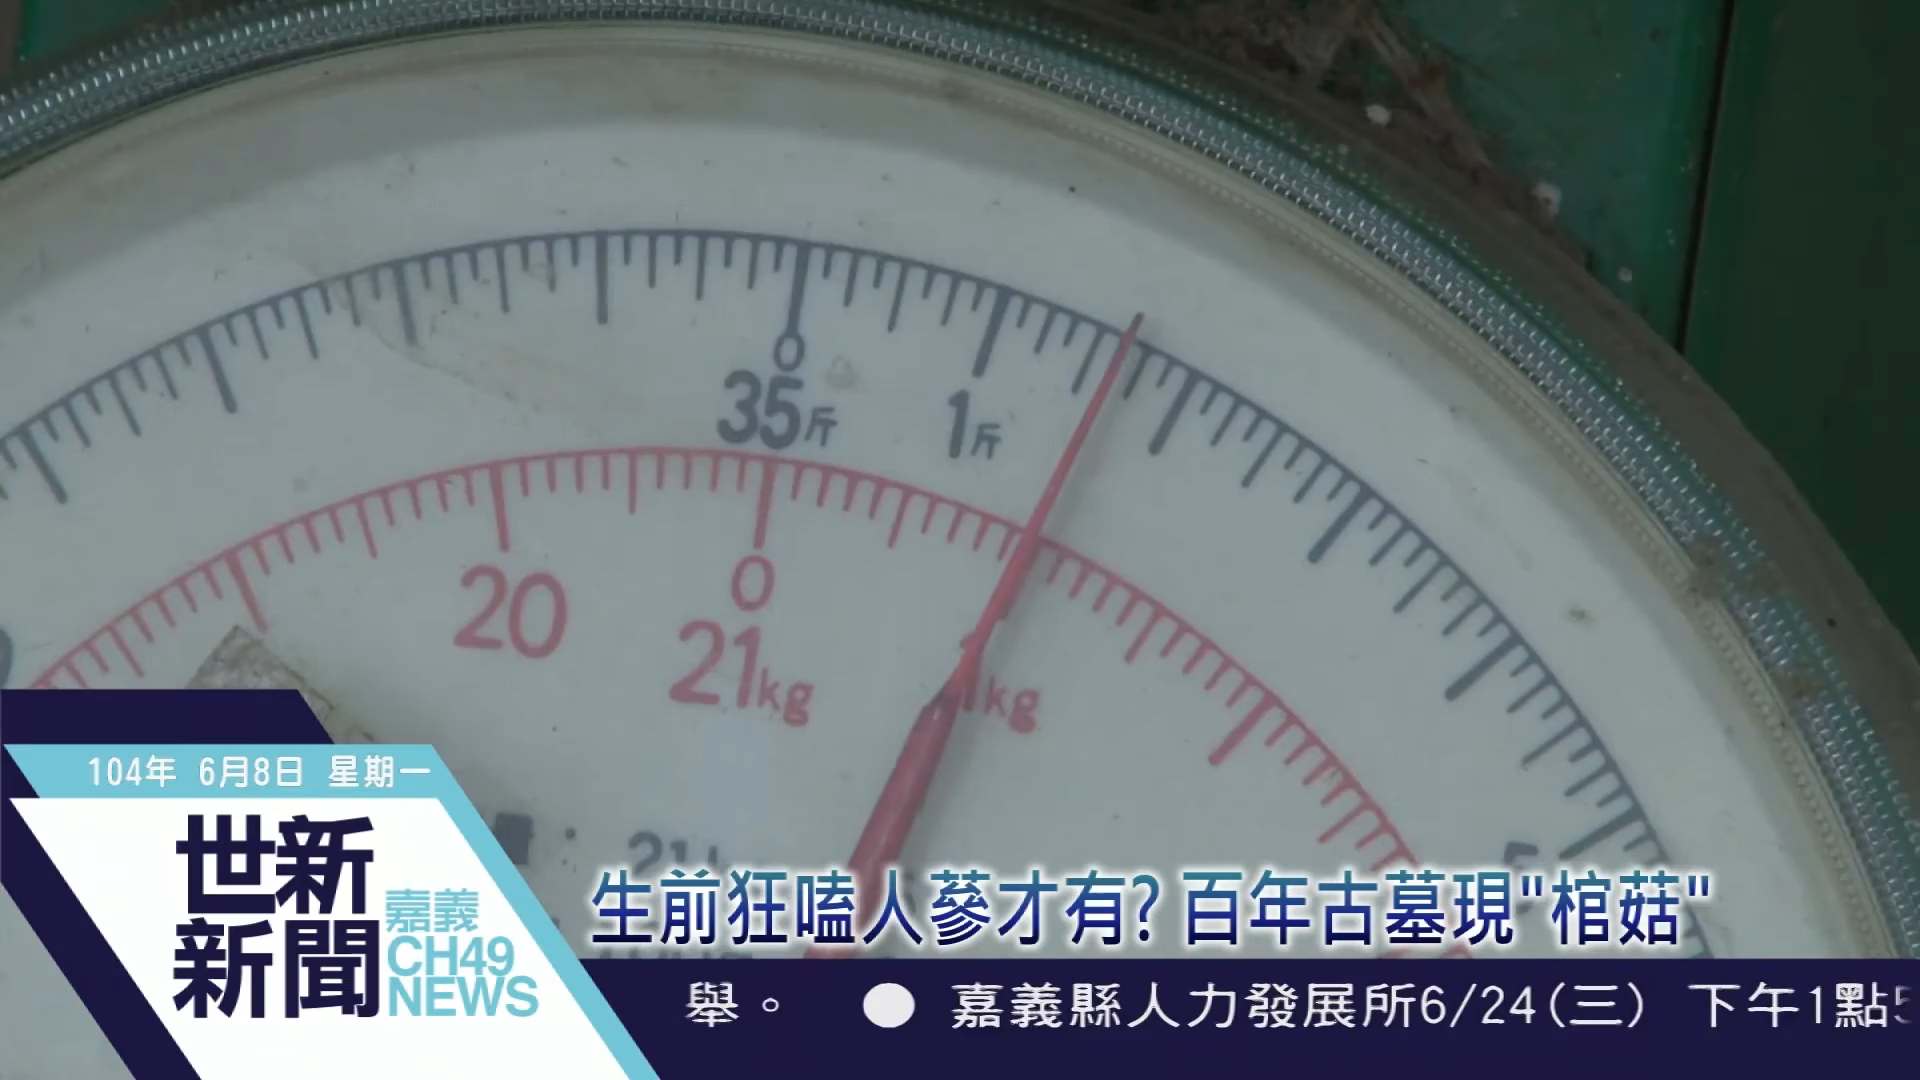 0
35斤
1斤
20
0
21kg
1kg
104年 6月8日 星期一
世新
新聞
嘉義
CH49
NEWS
生前狂嗑人蔘才有? 百年古墓現"棺菇"
舉。 ● 嘉義縣人力發展所6/24(三) 下午1點5